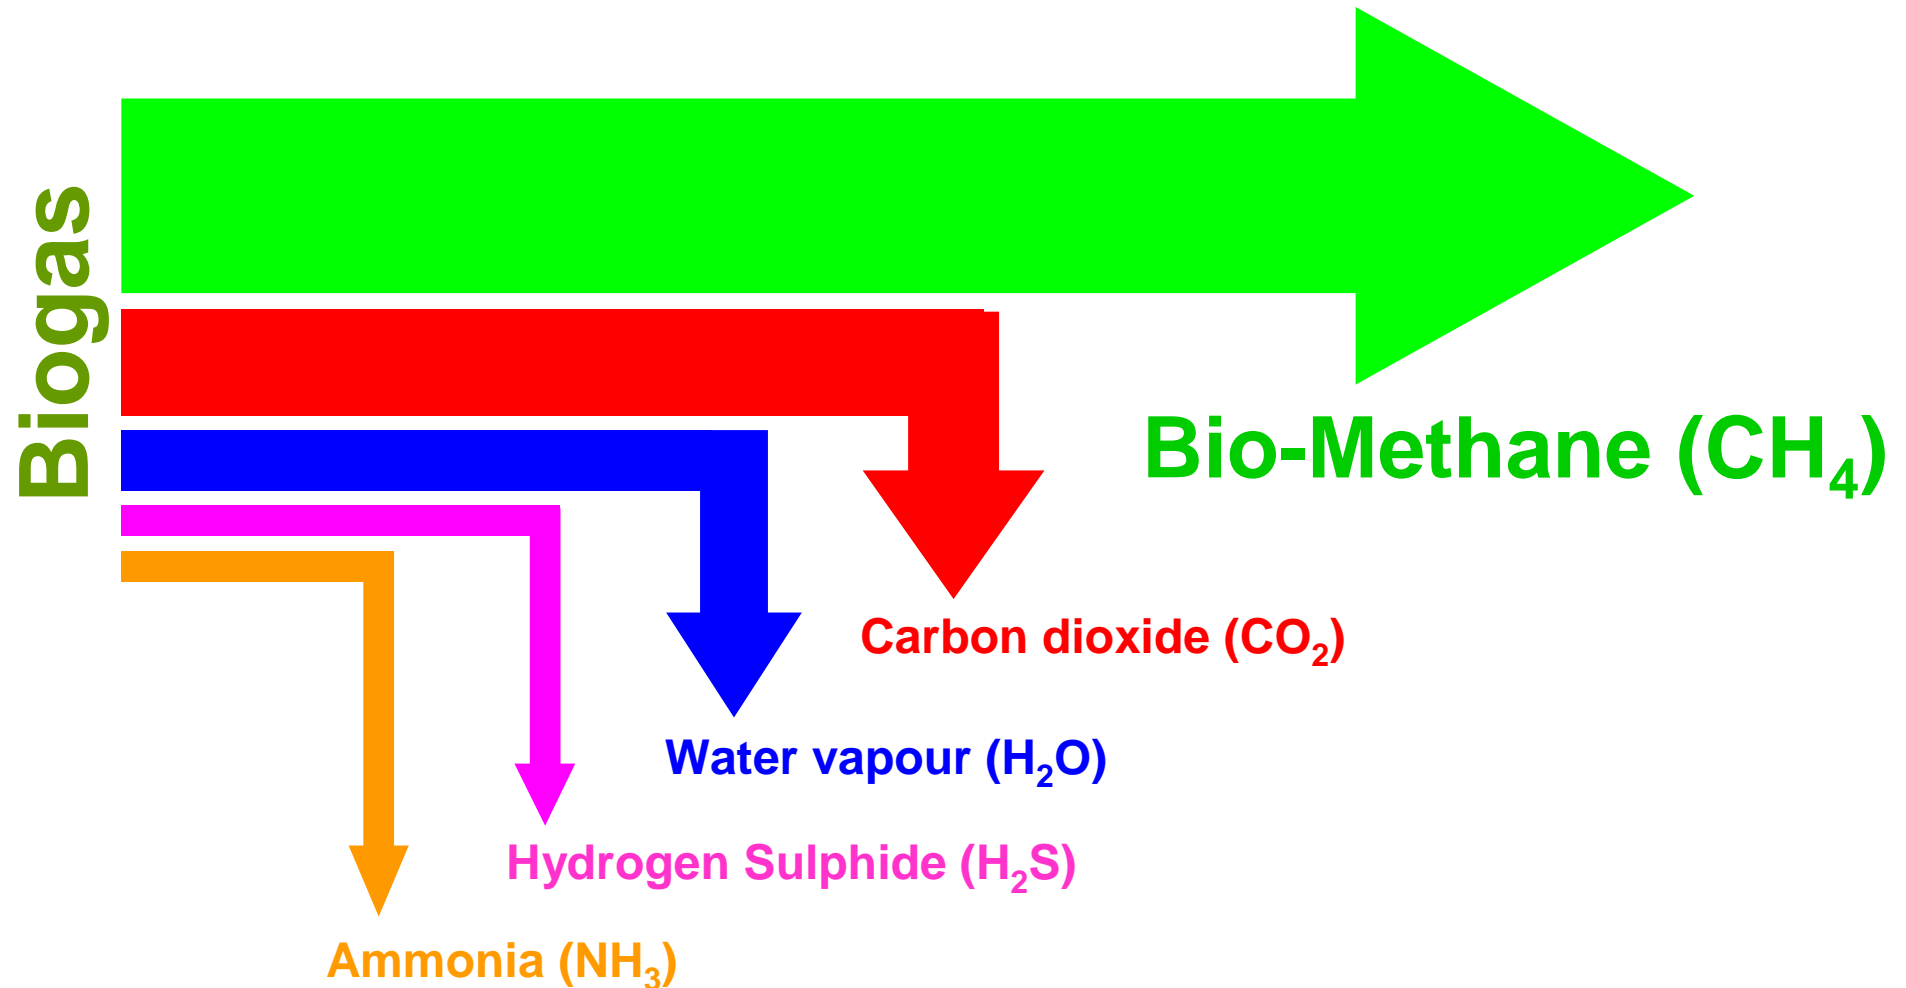 Biogas
Bio-Methane (CH₄)
Carbon dioxide (CO₂)
Water vapour (H₂O)
Hydrogen Sulphide (H₂S)
Ammonia (NH₃)